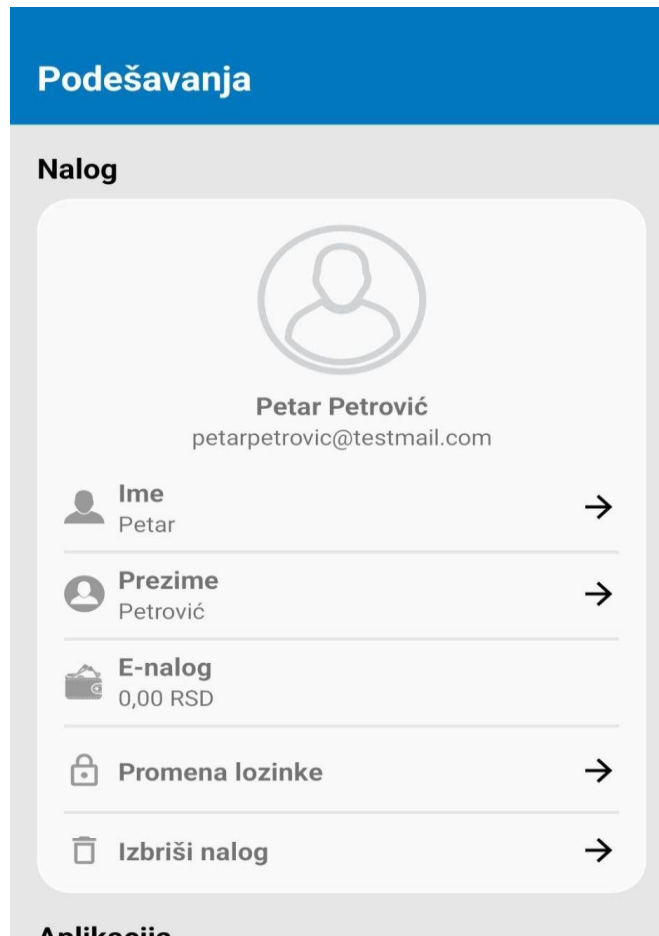 Podešavanja
Nalog
Petar Petrović
petarpetrovic@testmail.com
Ime
Petar
Prezime
Petrović
E-nalog
0,00 RSD
Promena lozinke
Izbriši nalog
Aplikacija